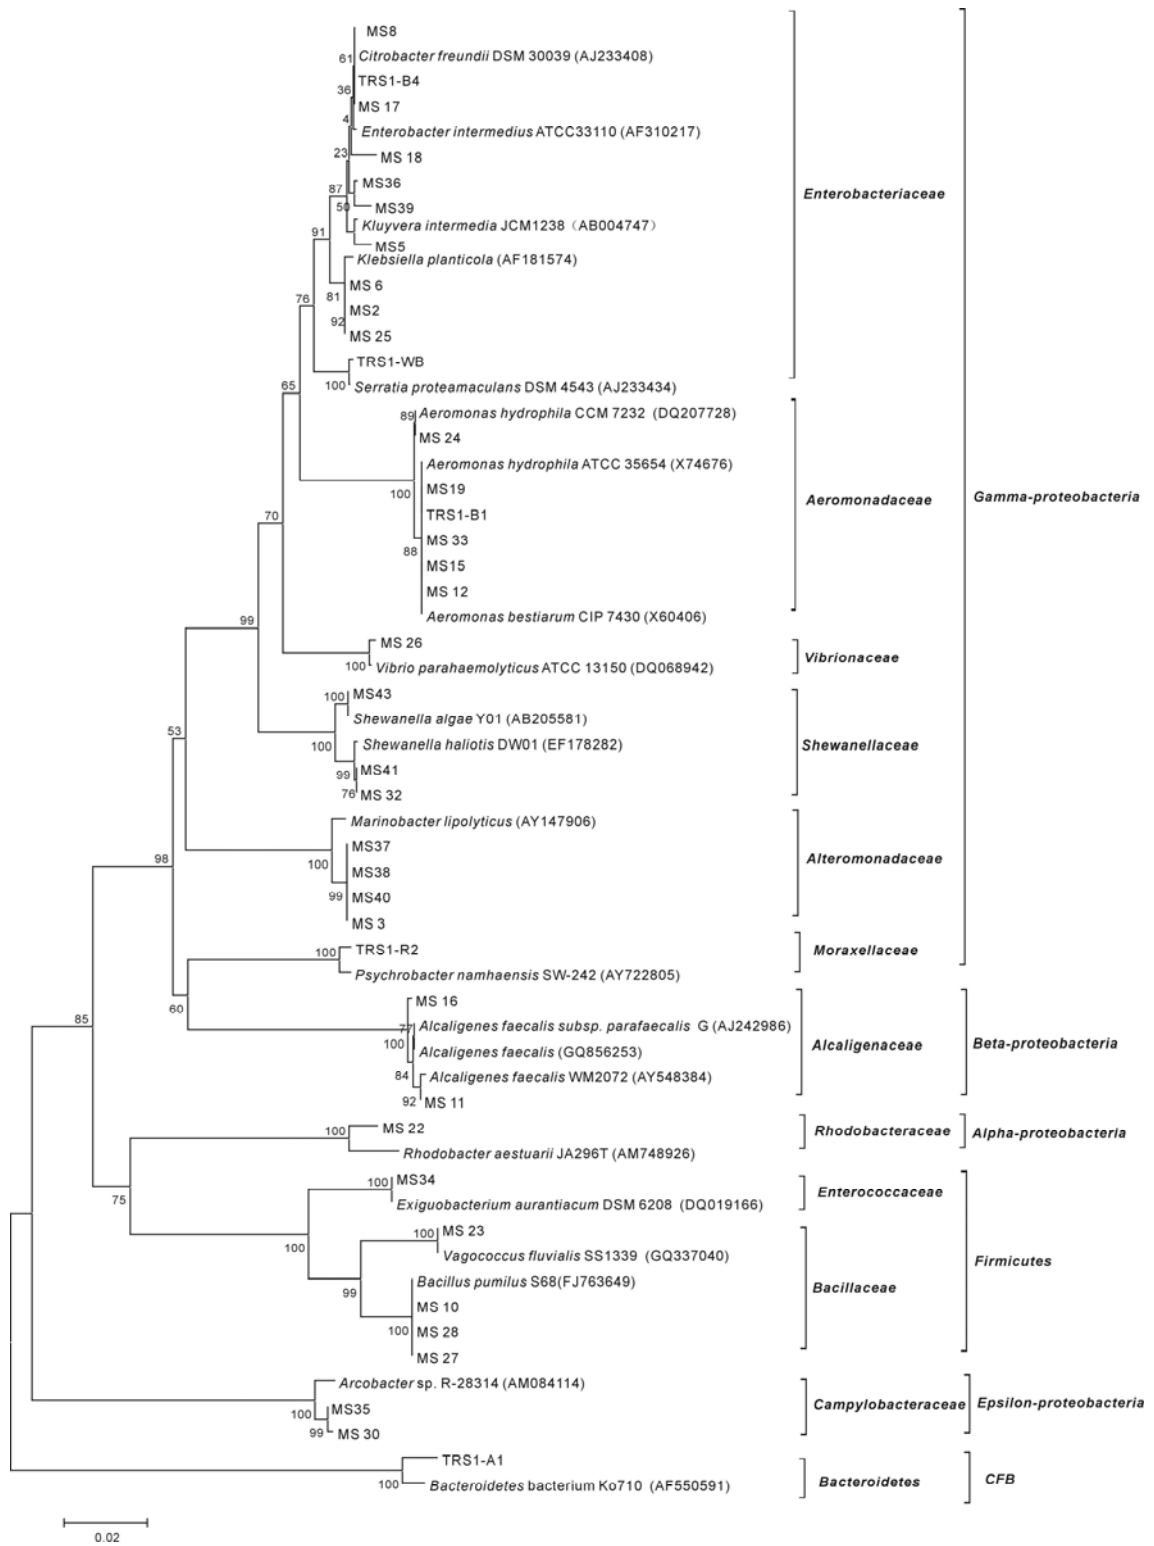 MS8
61
Citrobacter freundii DSM 30039 (AJ233408)
TRS1-B4
36
MS 17
4
Enterobacter intermedius ATCC33110 (AF310217)
23
MS 18
MS36
87
50
MS39
Kluyvera intermedia JCM1238（AB004747）
91
MS5
Klebsiella planticola (AF181574)
MS 6
81
76
MS2
92
MS 25
TRS1-WB
100
Serratia proteamaculans DSM 4543 (AJ233434)
Enterobacteriaceae
65
89
Aeromonas hydrophila CCM 7232 (DQ207728)
MS 24
Aeromonas hydrophila ATCC 35654 (X74676)
100
MS19
TRS1-B1
MS 33
88
MS15
MS 12
Aeromonas bestiarum CIP 7430 (X60406)
Aeromonadaceae
Gamma-proteobacteria
70
99
MS 26
100
Vibrio parahaemolyticus ATCC 13150 (DQ068942)
Vibrionaceae
100
MS43
Shewanella algae Y01 (AB205581)
100
Shewanella haliotis DW01 (EF178282)
99
MS41
76
MS 32
Shewanellaceae
53
Marinobacter lipolyticus (AY147906)
MS37
100
MS38
99
MS40
MS 3
Alteromonadaceae
98
100
TRS1-R2
Psychrobacter namhaensis SW-242 (AY722805)
Moraxellaceae
60
MS 16
77
Alcaligenes faecalis subsp. parafaecalis G (AJ242986)
100
Alcaligenes faecalis (GQ856253)
84
Alcaligenes faecalis WM2072 (AY548384)
92
MS 11
Alcaligenaceae
Beta-proteobacteria
85
100
MS 22
Rhodobacter aestuarii JA296T (AM748926)
Rhodobacteraceae
Alpha-proteobacteria
75
100
MS34
Exiguobacterium aurantiacum DSM 6208 (DQ019166)
Enterococcaceae
100
100
MS 23
Vagococcus fluvialis SS1339 (GQ337040)
99
Bacillus pumilus S68(FJ763649)
MS 10
100
MS 28
MS 27
Bacillaceae
Firmicutes
Arcobacter sp. R-28314 (AM084114)
100
MS35
99
MS 30
Campylobacteraceae
Epsilon-proteobacteria
TRS1-A1
100
Bacteroidetes bacterium Ko710 (AF550591)
Bacteroidetes
CFB
0.02